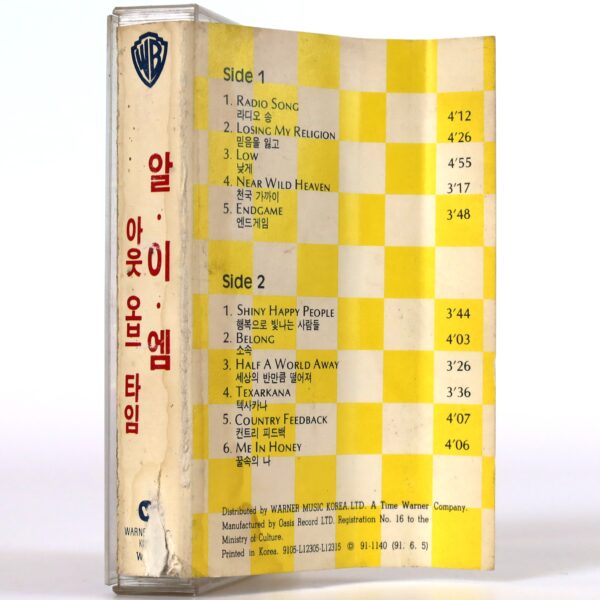 WB
알·이·엠
아웃 오브 타임
Side 1
1. RADIO SONG 4'12
라디오 송
2. LOSING MY RELIGION 4'26
믿음을 잃고
3. LOW 4'55
낮게
4. NEAR WILD HEAVEN 3'17
천국 가까이
5. ENDGAME 3'48
엔드게임
Side 2
1. SHINY HAPPY PEOPLE 3'44
행복으로 빛나는 사람들
2. BELONG 4'03
소속
3. HALF A WORLD AWAY 3'26
세상의 반만큼 떨어져
4. TEXARKANA 3'36
텍사카나
5. COUNTRY FEEDBACK 4'07
컨트리 피드백
6. ME IN HONEY 4'06
꿀속의 나
Distributed by WARNER MUSIC KOREA. LTD. A Time Warner Company.
Manufactured by Oasis Record LTD. Registration No. 16 to the
Ministry of Culture.
Printed in Korea. 9105-L12305-L12315 © 91-1140 (91. 6. 5)